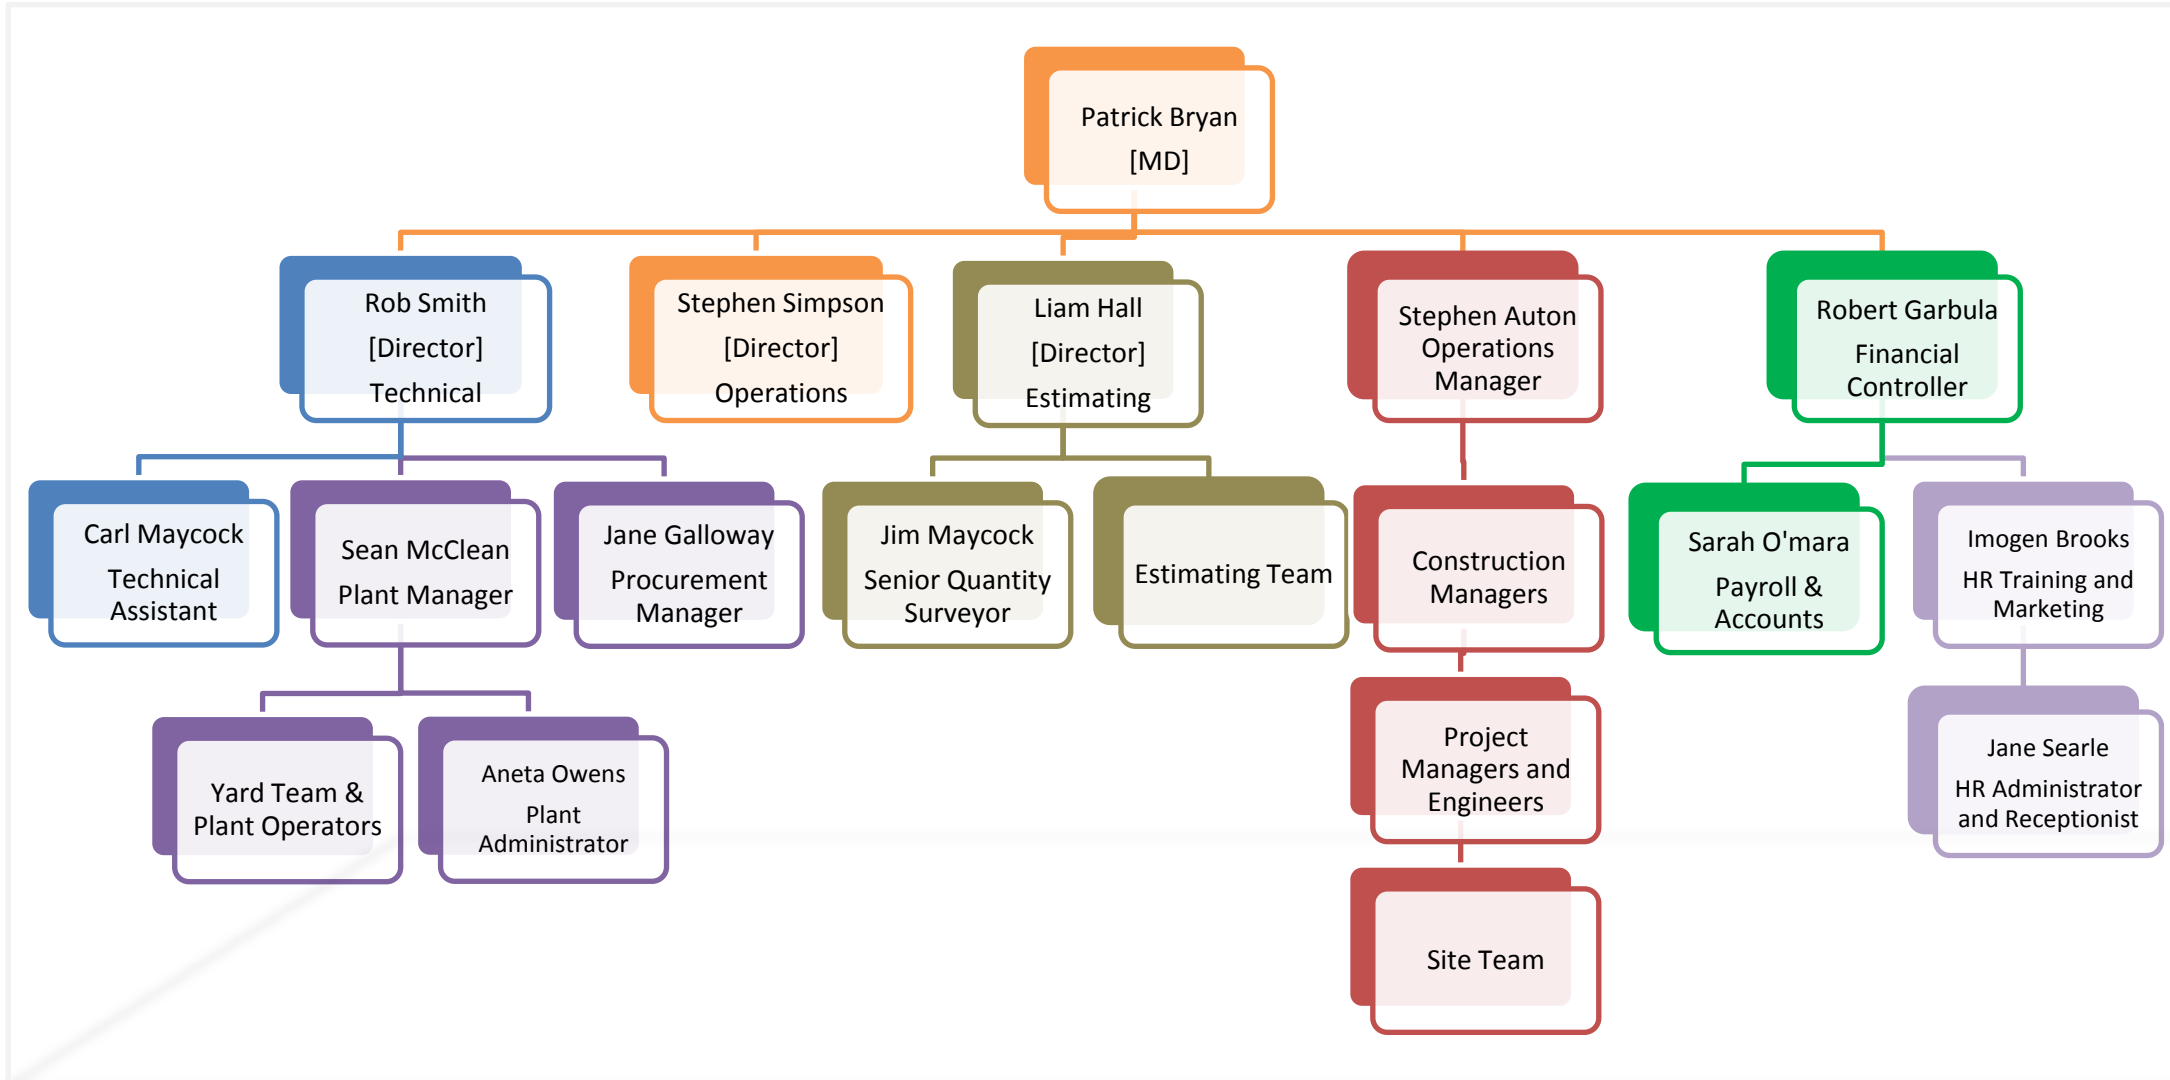 Patrick Bryan
[MD]
Rob Smith
[Director]
Technical
Stephen Simpson
[Director]
Operations
Liam Hall
[Director]
Estimating
Stephen Auton
Operations
Manager
Robert Garbula
Financial
Controller
Carl Maycock
Technical
Assistant
Sean McClean
Plant Manager
Jane Galloway
Procurement
Manager
Jim Maycock
Senior Quantity
Surveyor
Estimating Team
Construction
Managers
Sarah O'mara
Payroll &
Accounts
Imogen Brooks
HR Training and
Marketing
Yard Team &
Plant Operators
Aneta Owens
Plant
Administrator
Project
Managers and
Engineers
Jane Searle
HR Administrator
and Receptionist
Site Team